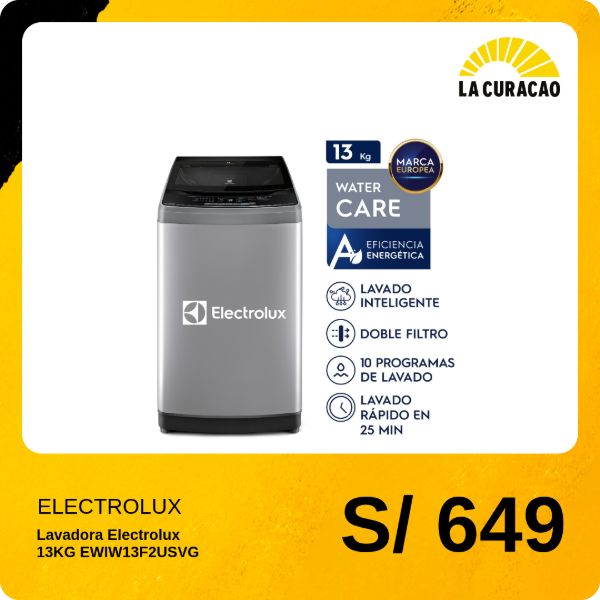 LA CURACAO
13 Kg
MARCA
EUROPEA
WATER
CARE
A
EFICIENCIA
ENERGÉTICA
LAVADO
INTELIGENTE
DOBLE FILTRO
10 PROGRAMAS
DE LAVADO
LAVADO
RÁPIDO EN
25 MIN
Electrolux
ELECTROLUX
Lavadora Electrolux
13KG EWIW13F2USVG
S/ 649